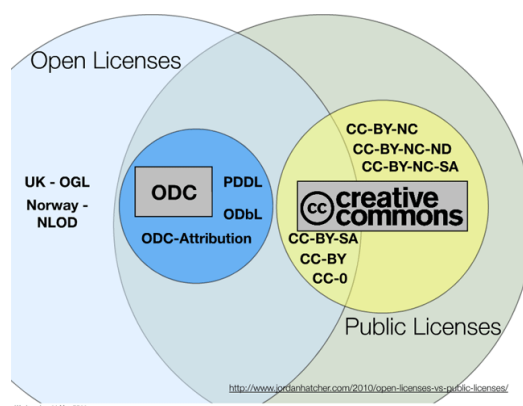 Open Licenses
CC-BY-NC
CC-BY-NC-ND
CC-BY-NC-SA
UK - OGL
Norway -
NLOD
ODC
PDDL
ODbL
ODC-Attribution
cc creative
commons
CC-BY-SA
CC-BY
CC-0
Public Licenses
http://www.jordanhatcher.com/2010/open-licenses-vs-public-licenses/